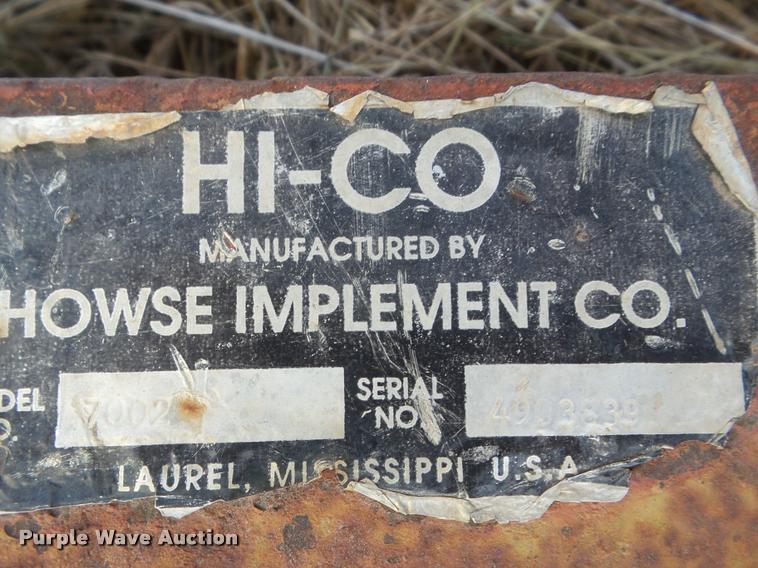 HI-CO
MANUFACTURED BY
HOWSE IMPLEMENT CO.
DEL SERIAL
O. NO.
LAUREL, MISSISSIPPI U.S.A
Purple Wave Auction